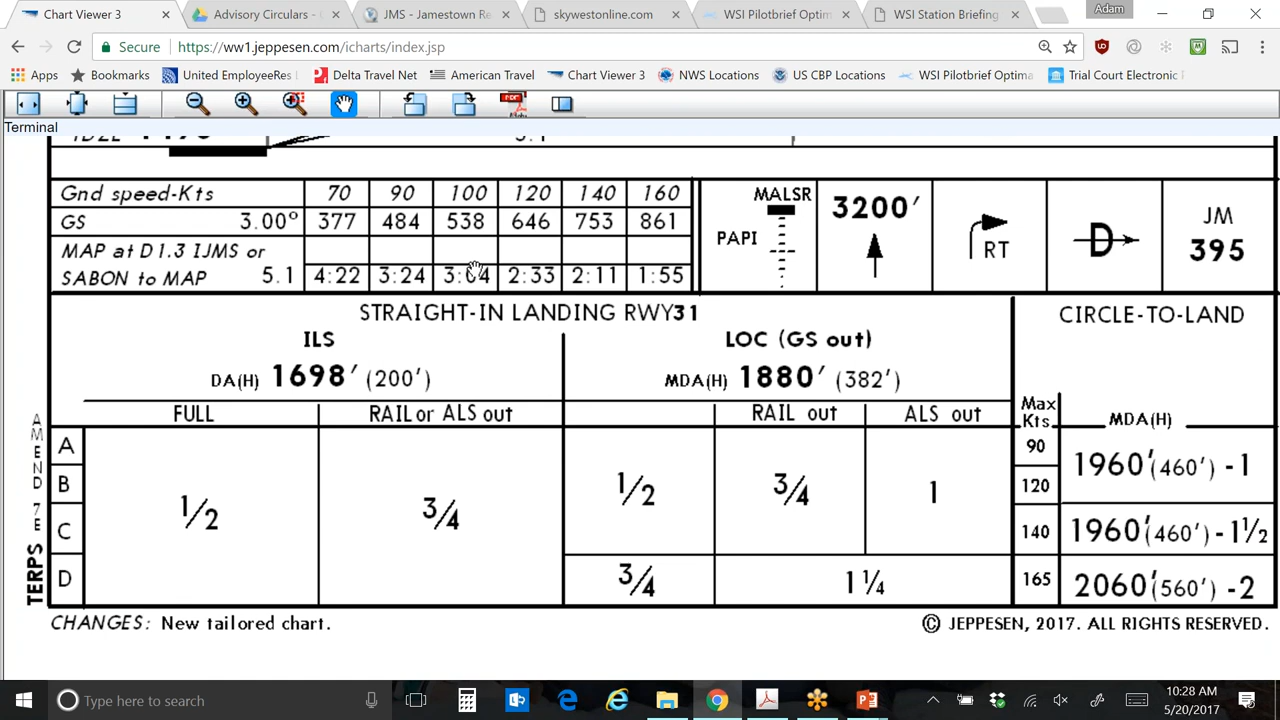 Chart Viewer 3
Advisory Circulars -
JMS - Jamestown Re
skywestonline.com
WSI Pilotbrief Optim
WSI Station Briefing
Adam
Secure
https://ww1.jeppesen.com/icharts/index.jsp
Apps
Bookmarks
United EmployeeRes
Delta Travel Net
American Travel
Chart Viewer 3
NWS Locations
US CBP Locations
WSI Pilotbrief Optima
Trial Court Electronic
Terminal
Gnd speed-Kts 70 90 100 120 140 160
GS 3.00° 377 484 538 646 753 861
MAP at D1.3 IJMS or
SABON to MAP 5.1 4:22 3:24 3:04 2:33 2:11 1:55
MALSR
PAPI
3200'
RT
D
JM
395
STRAIGHT-IN LANDING RWY31
CIRCLE-TO-LAND
ILS
LOC (GS out)
DA(H) 1698' (200')
MDA(H) 1880' (382')
FULL
RAIL or ALS out
RAIL out
ALS out
Max
Kts
MDA(H)
A
B
C
D
1/2
3/4
1/2
3/4
1
3/4
1 1/4
90
120
140
165
1960'(460') -1
1960'(460') -1 1/2
2060'(560') -2
AMEND 7E
TERPS
CHANGES: New tailored chart.
© JEPPESEN, 2017. ALL RIGHTS RESERVED.
Type here to search
10:28 AM
5/20/2017